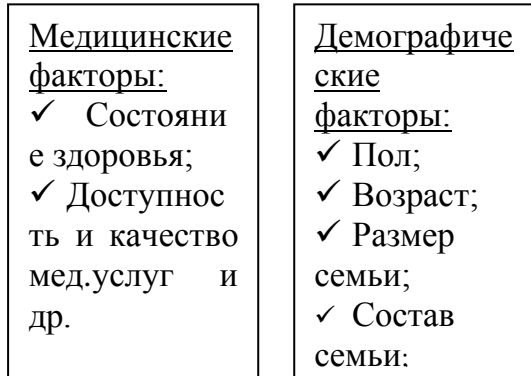 Медицинские
факторы:
✓ Состояни
е здоровья;
✓ Доступнос
ть и качество
мед.услуг и
др.
Демографиче
ские
факторы:
✓ Пол;
✓ Возраст;
✓ Размер
семьи;
✓ Состав
семьи;